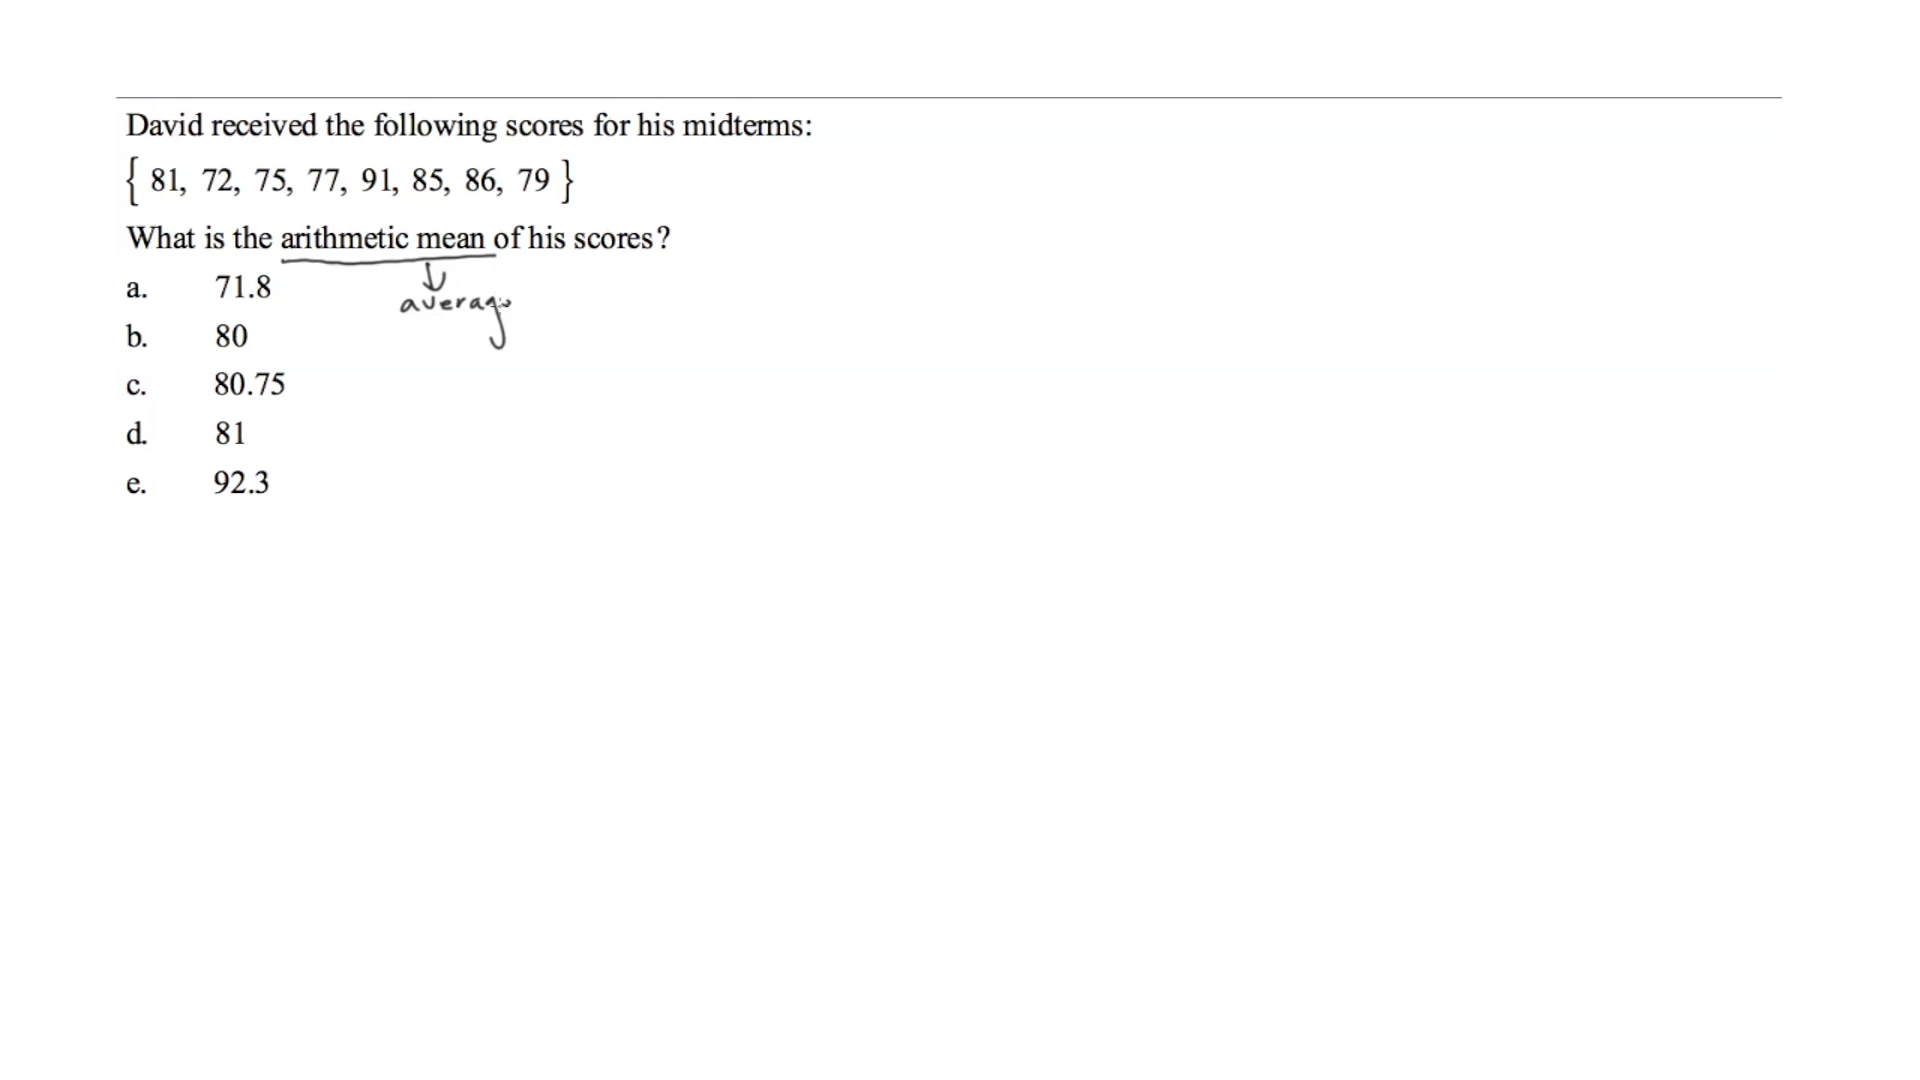 David received the following scores for his midterms:
{ 81, 72, 75, 77, 91, 85, 86, 79 }
What is the arithmetic mean of his scores?
a. 71.8
average
b. 80
c. 80.75
d. 81
e. 92.3